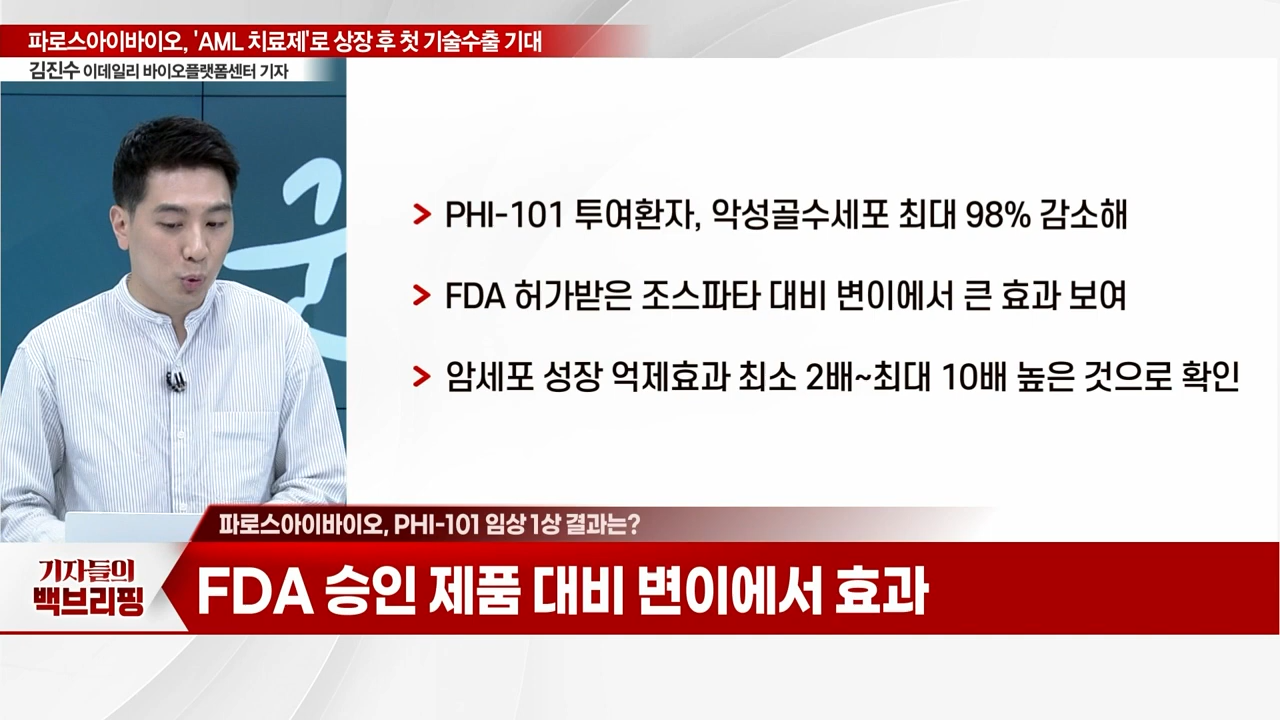 파로스아이바이오, 'AML 치료제'로 상장 후 첫 기술수출 기대
김진수 이데일리 바이오플랫폼센터 기자
> PHI-101 투여환자, 악성골수세포 최대 98% 감소해
> FDA 허가받은 조스파타 대비 변이에서 큰 효과 보여
> 암세포 성장 억제효과 최소 2배~최대 10배 높은 것으로 확인
파로스아이바이오, PHI-101 임상 1상 결과는?
기자들의
백브리핑
FDA 승인 제품 대비 변이에서 효과